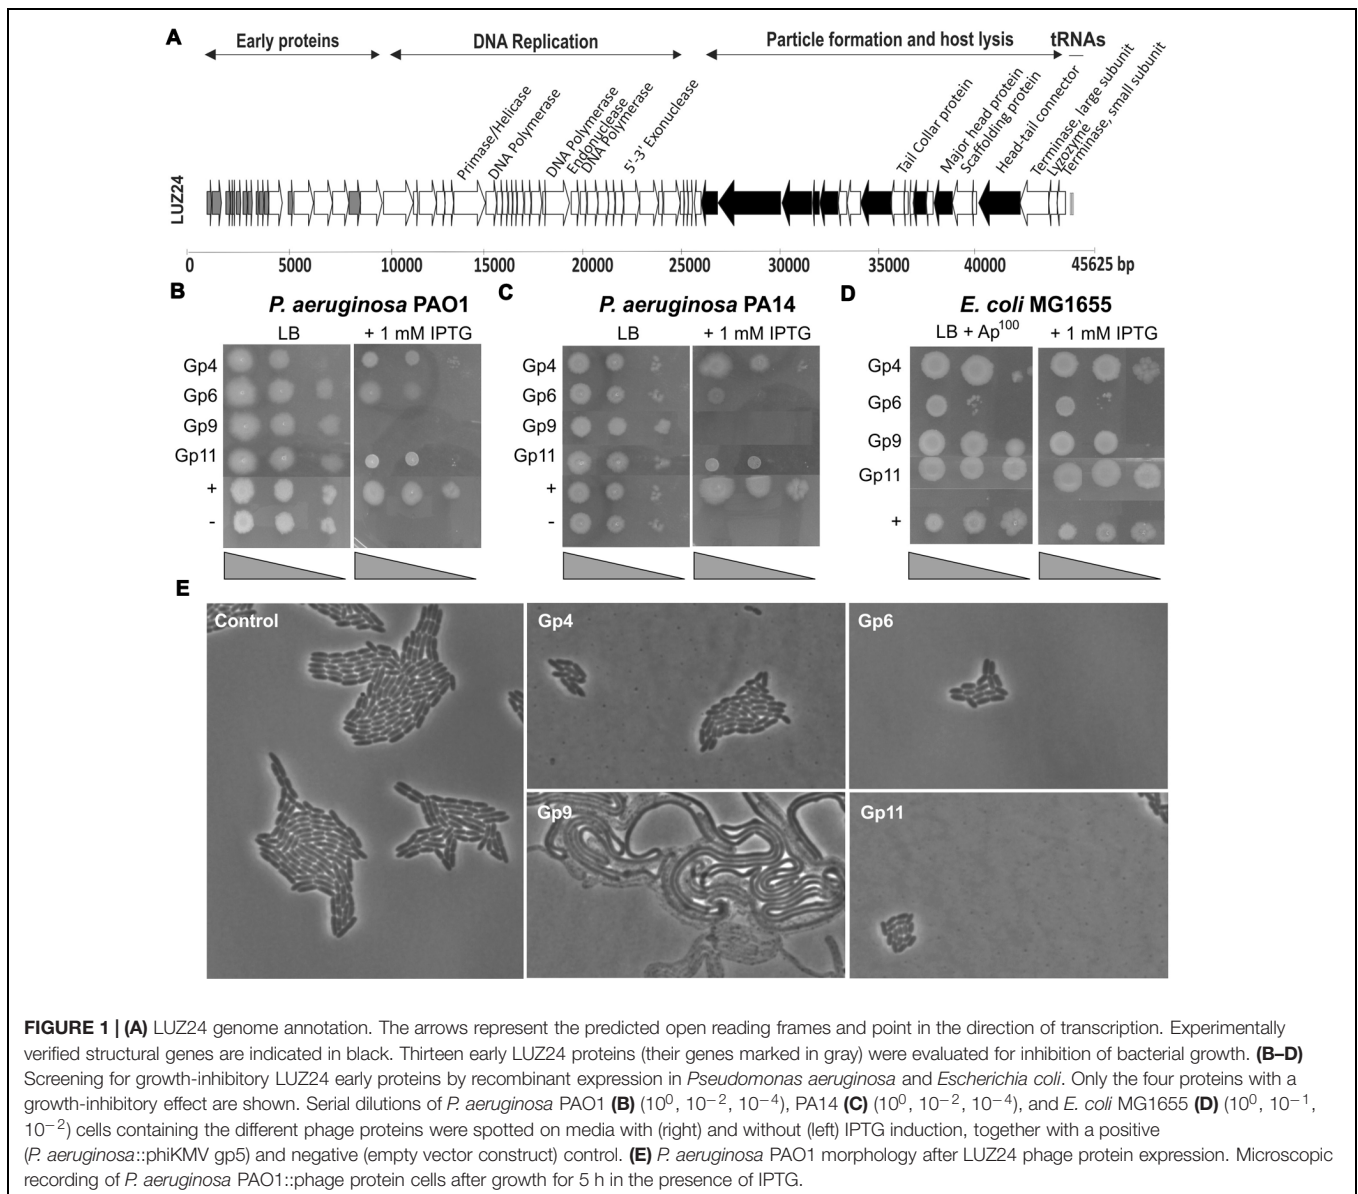 A
Early proteins
DNA Replication
Particle formation and host lysis
tRNAs
Primase/Helicase
DNA Polymerase
DNA Polymerase
Endonuclease
DNA Polymerase
5'-3' Exonuclease
Tail Collar protein
Major head protein
Scaffolding protein
Head-tail connector
Terminase, large subunit
Lyzozyme
Terminase, small subunit
LUZ24
0 5000 10000 15000 20000 25000 30000 35000 40000 45625 bp
B
P. aeruginosa PAO1
LB + 1 mM IPTG
Gp4
Gp6
Gp9
Gp11
+
-
C
P. aeruginosa PA14
LB + 1 mM IPTG
Gp4
Gp6
Gp9
Gp11
+
-
D
E. coli MG1655
LB + Ap100 + 1 mM IPTG
Gp4
Gp6
Gp9
Gp11
+
E
Control
Gp4
Gp6
Gp9
Gp11
FIGURE 1 | (A) LUZ24 genome annotation. The arrows represent the predicted open reading frames and point in the direction of transcription. Experimentally
verified structural genes are indicated in black. Thirteen early LUZ24 proteins (their genes marked in gray) were evaluated for inhibition of bacterial growth. (B–D)
Screening for growth-inhibitory LUZ24 early proteins by recombinant expression in Pseudomonas aeruginosa and Escherichia coli. Only the four proteins with a
growth-inhibitory effect are shown. Serial dilutions of P. aeruginosa PAO1 (B) (10⁰, 10⁻², 10⁻⁴), PA14 (C) (10⁰, 10⁻², 10⁻⁴), and E. coli MG1655 (D) (10⁰, 10⁻¹,
10⁻²) cells containing the different phage proteins were spotted on media with (right) and without (left) IPTG induction, together with a positive
(P. aeruginosa::phiKMV gp5) and negative (empty vector construct) control. (E) P. aeruginosa PAO1 morphology after LUZ24 phage protein expression. Microscopic
recording of P. aeruginosa PAO1::phage protein cells after growth for 5 h in the presence of IPTG.